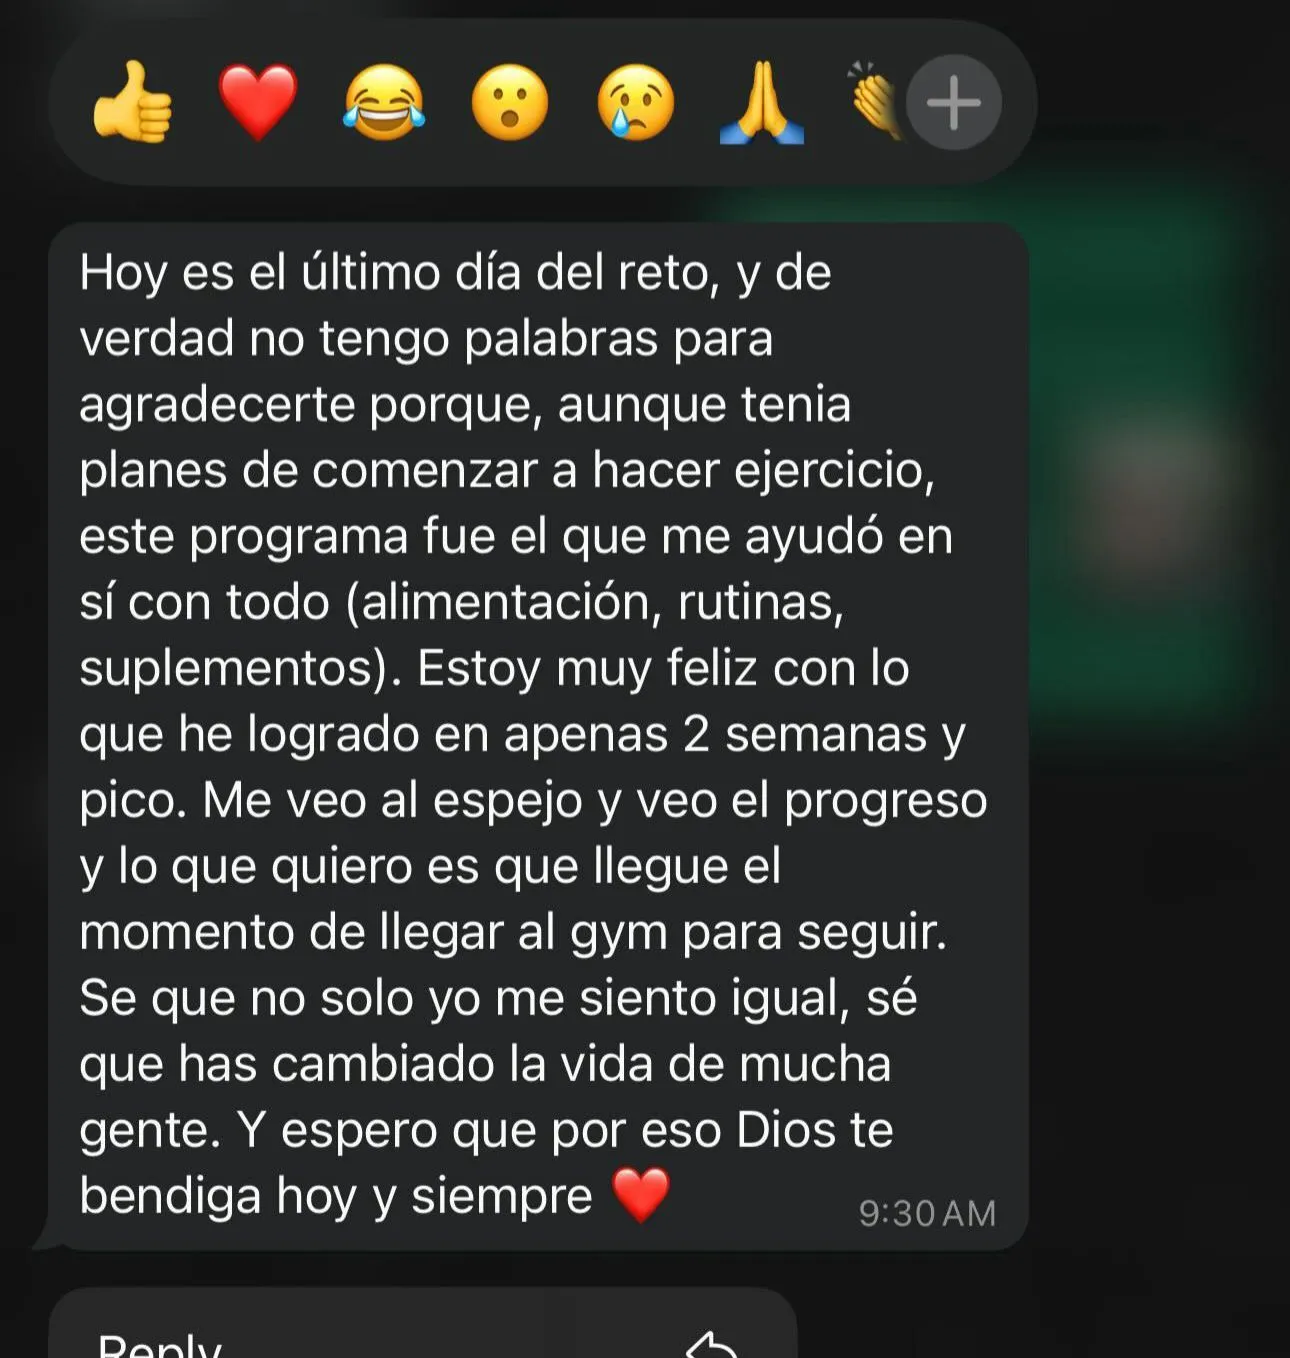 Hoy es el último día del reto, y de
verdad no tengo palabras para
agradecerte porque, aunque tenia
planes de comenzar a hacer ejercicio,
este programa fue el que me ayudó en
sí con todo (alimentación, rutinas,
suplementos). Estoy muy feliz con lo
que he logrado en apenas 2 semanas y
pico. Me veo al espejo y veo el progreso
y lo que quiero es que llegue el
momento de llegar al gym para seguir.
Se que no solo yo me siento igual, sé
que has cambiado la vida de mucha
gente. Y espero que por eso Dios te
bendiga hoy y siempre ❤️
9:30 AM
Reply